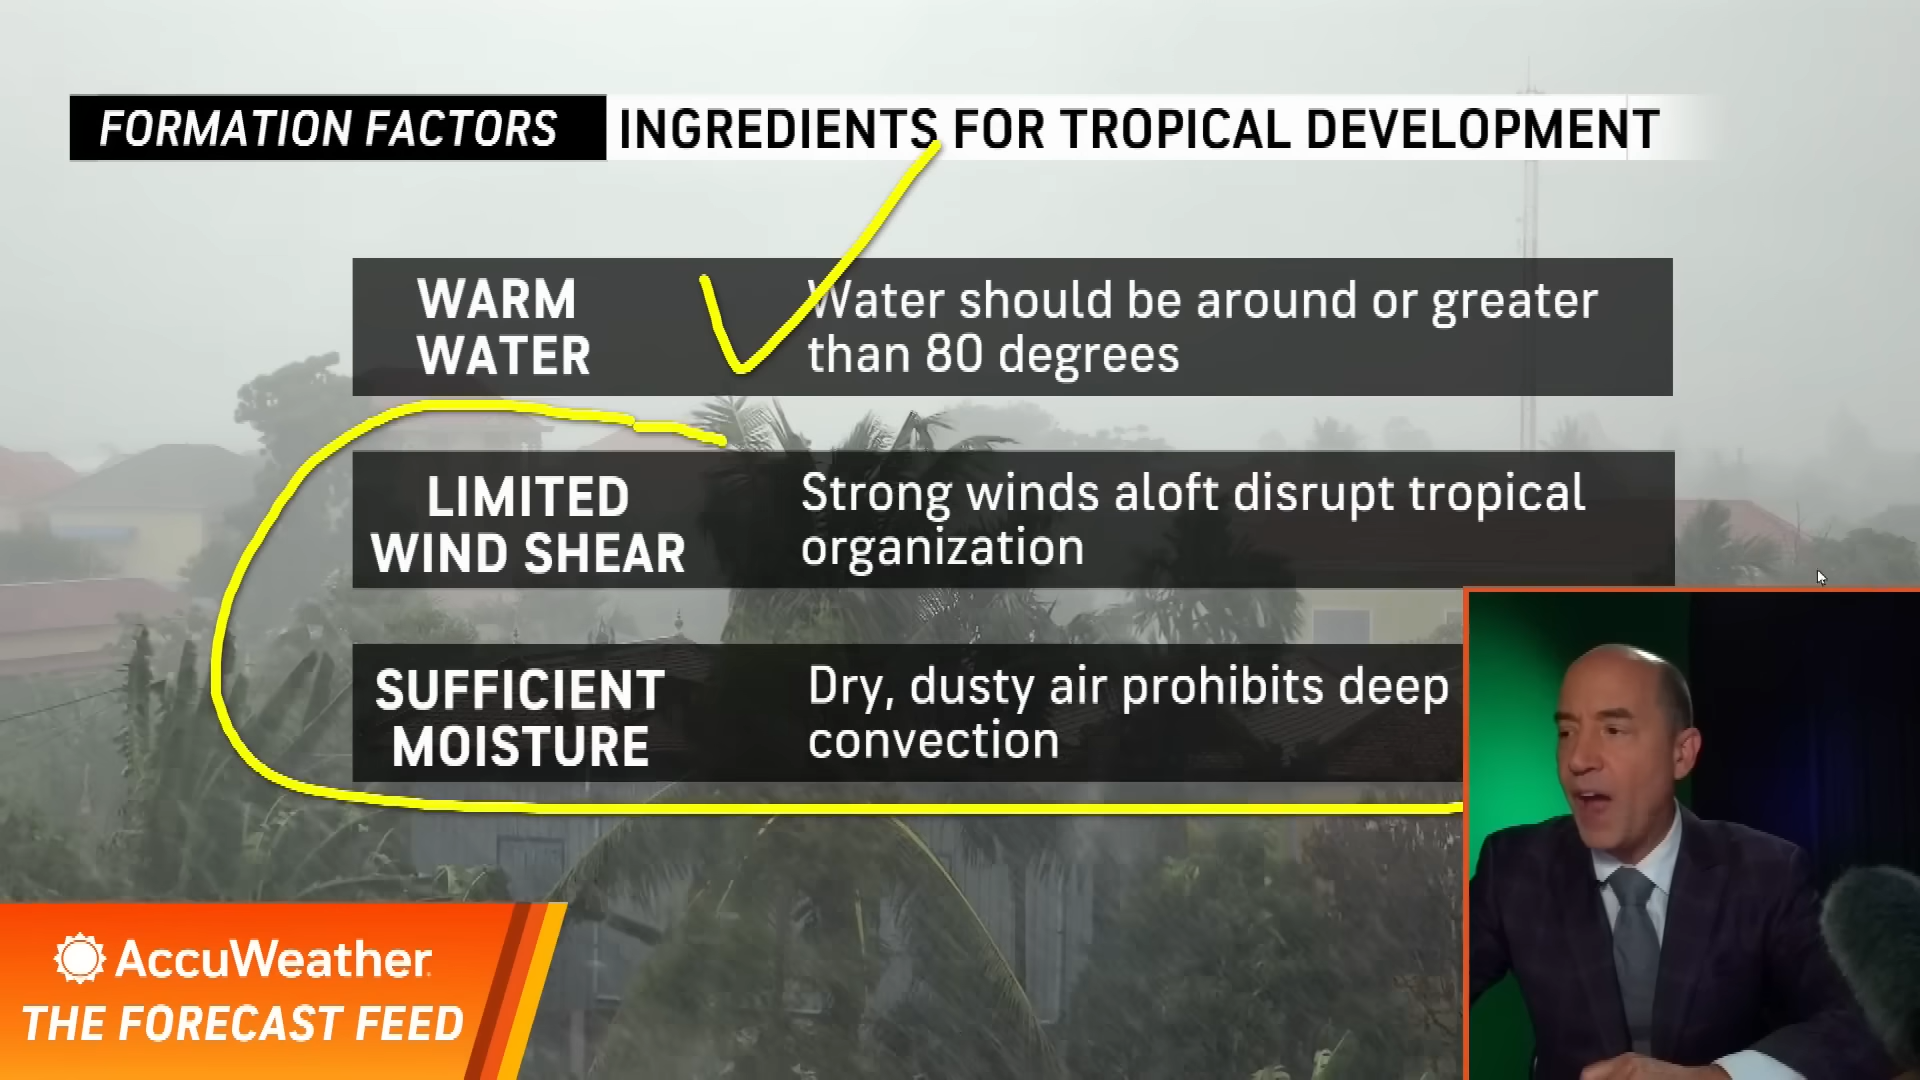 FORMATION FACTORS INGREDIENTS FOR TROPICAL DEVELOPMENT
WARM
WATER
Water should be around or greater
than 80 degrees
LIMITED
WIND SHEAR
Strong winds aloft disrupt tropical
organization
SUFFICIENT
MOISTURE
Dry, dusty air prohibits deep
convection
AccuWeather
THE FORECAST FEED